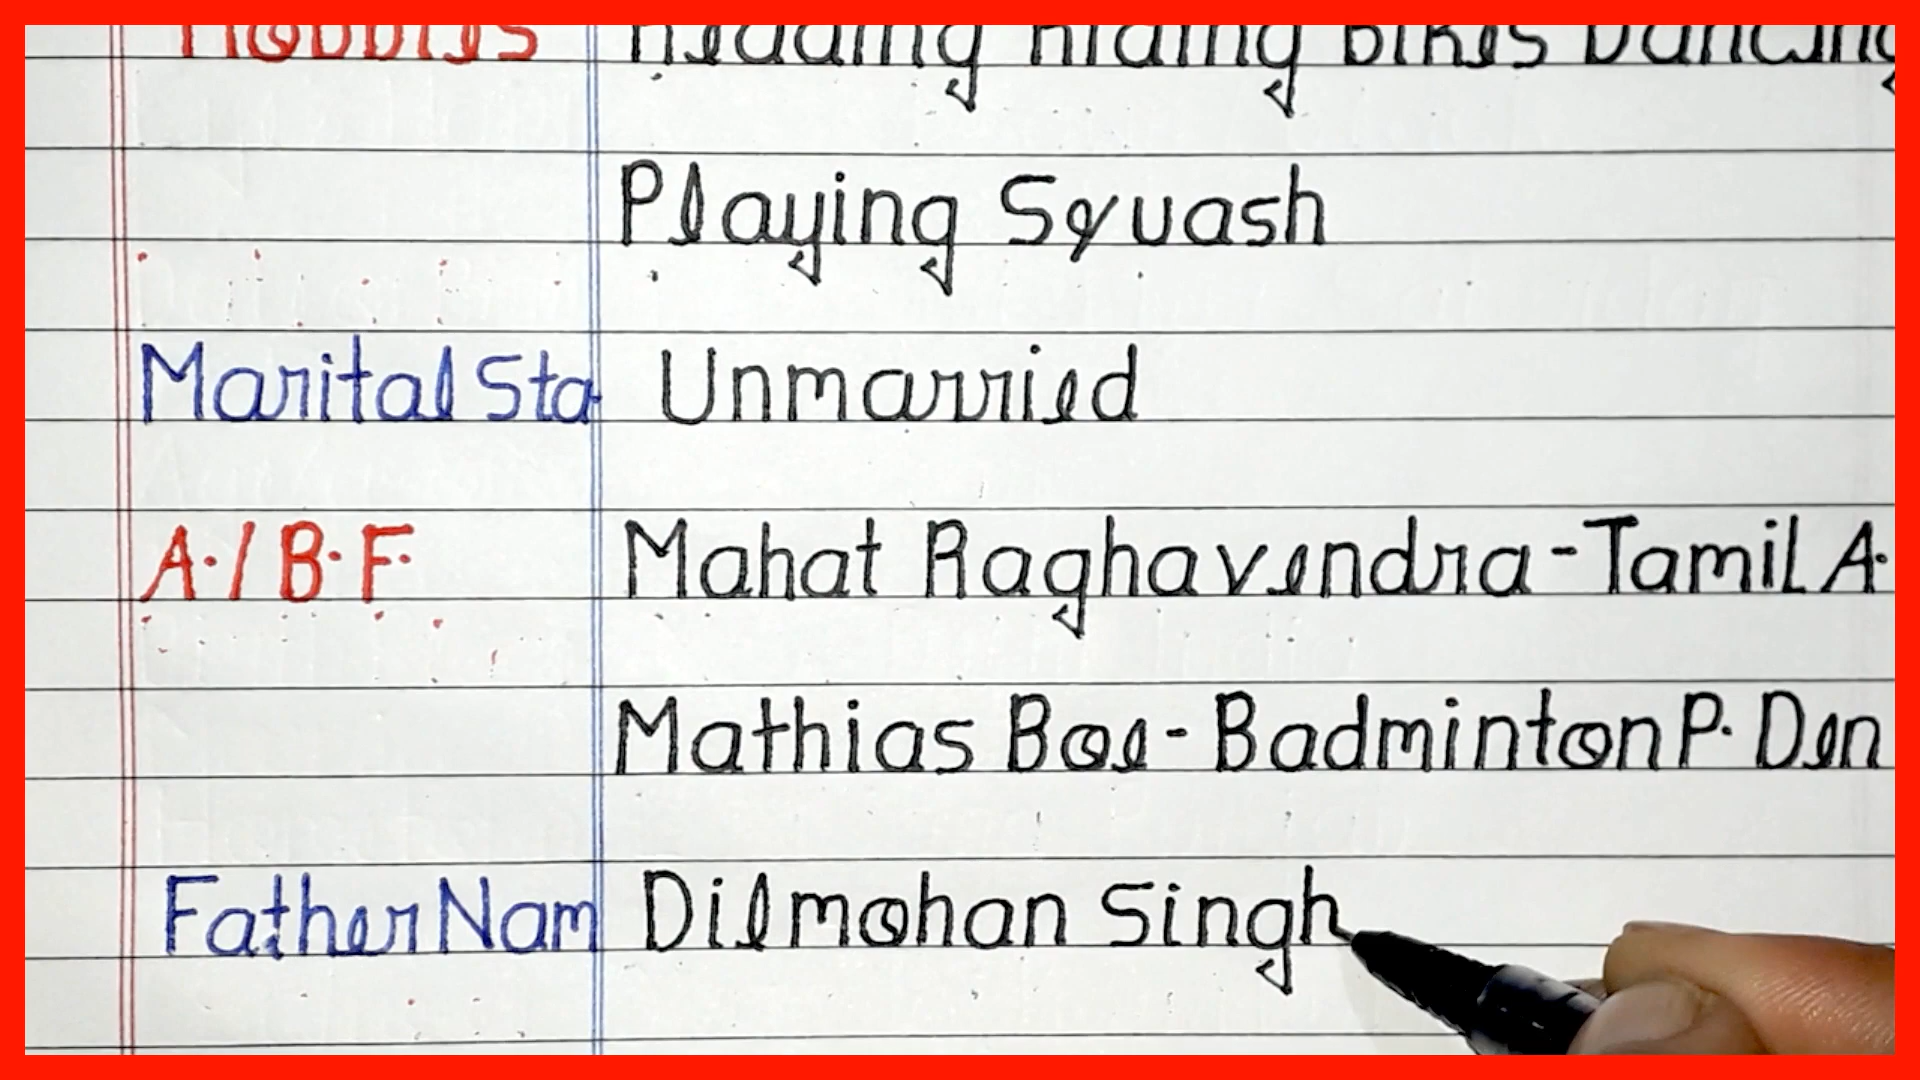 Hobbies Reading Riding Bikes Dancing
Playing Squash
Marital Sta Unmarried
A. / B. F. Mahat Raghavendra - Tamil A.
Mathias Boe - Badminton P. Den
Father Nam Dilmohan Singh